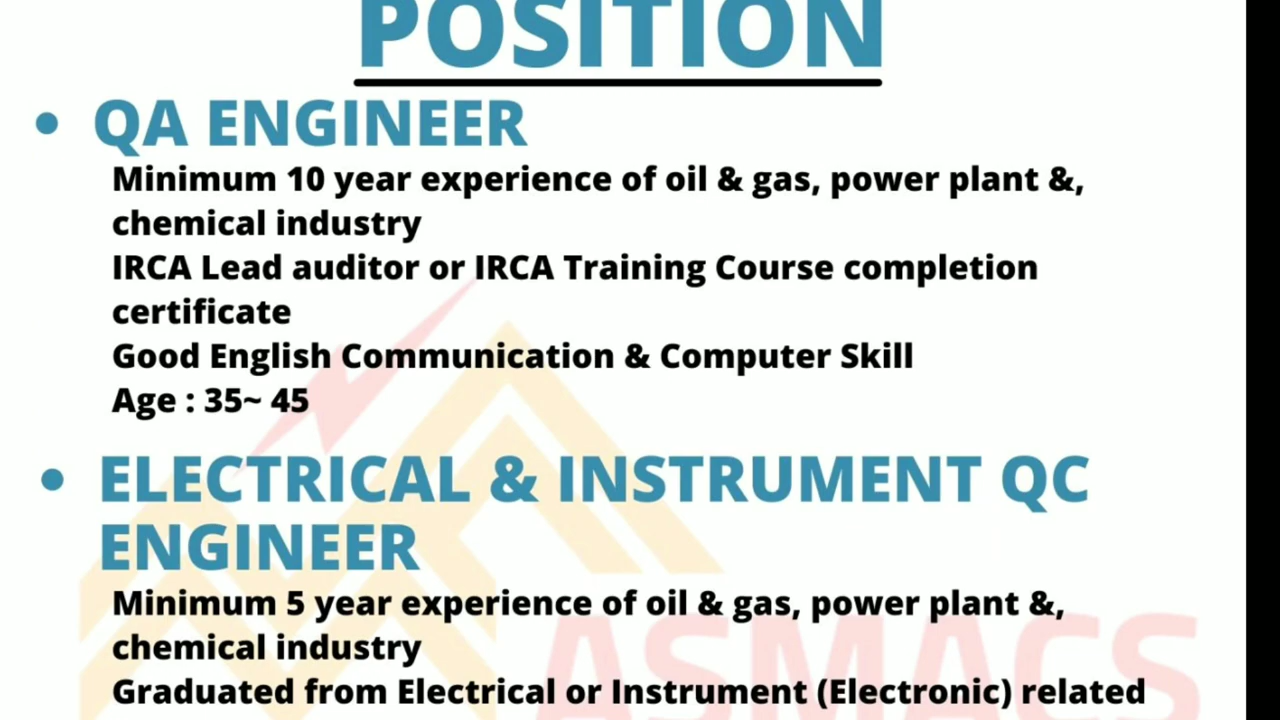 POSITION
• QA ENGINEER
Minimum 10 year experience of oil & gas, power plant &,
chemical industry
IRCA Lead auditor or IRCA Training Course completion
certificate
Good English Communication & Computer Skill
Age : 35~ 45
• ELECTRICAL & INSTRUMENT QC
ENGINEER
Minimum 5 year experience of oil & gas, power plant &,
chemical industry
ASMACS
Graduated from Electrical or Instrument (Electronic) related